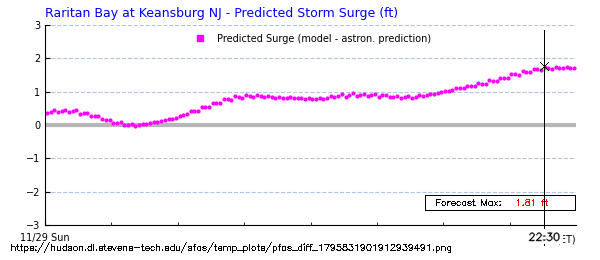 Raritan Bay at Keansburg NJ - Predicted Storm Surge (ft)
3
Predicted Surge (model - astron. prediction)
2
1
0
−1
−2
Forecast Max: 1.81 ft
−3
11/29 Sun 22:30 ET)
https://hudson.dl.stevens-tech.edu/sfas/temp_plots/pfas_diff_1795831901912939491.png